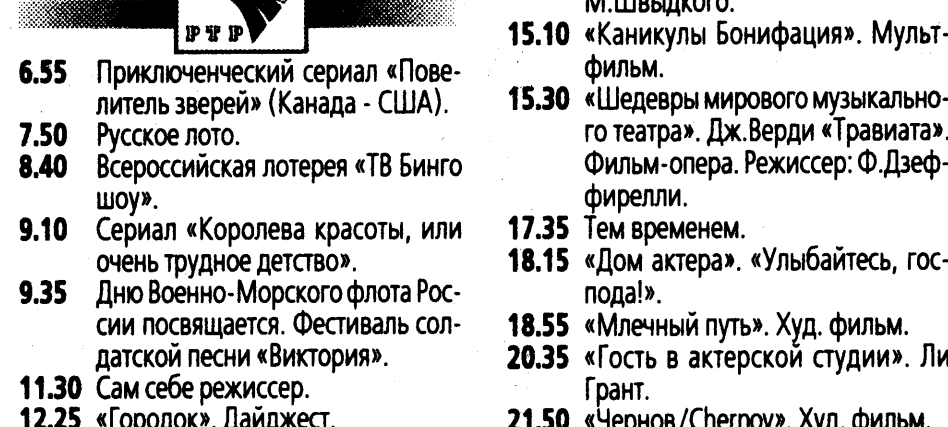 РТР
6.55 Приключенческий сериал «Пове-
литель зверей» (Канада - США).
7.50 Русское лото.
8.40 Всероссийская лотерея «ТВ Бинго
шоу».
9.10 Сериал «Королева красоты, или
очень трудное детство».
9.35 Дню Военно-Морского флота Рос-
сии посвящается. Фестиваль сол-
датской песни «Виктория».
11.30 Сам себе режиссер.
12.25 «Городок». Дайджест.
М.Швыдкого.
15.10 «Каникулы Бонифация». Мульт-
фильм.
15.30 «Шедевры мирового музыкально-
го театра». Дж.Верди «Травиата».
Фильм-опера. Режиссер: Ф.Дзеф-
фирелли.
17.35 Тем временем.
18.15 «Дом актера». «Улыбайтесь, гос-
пода!».
18.55 «Млечный путь». Худ. фильм.
20.35 «Гость в актерской студии». Ли
Грант.
21.50 «Чернов/Chernov». Худ. фильм.